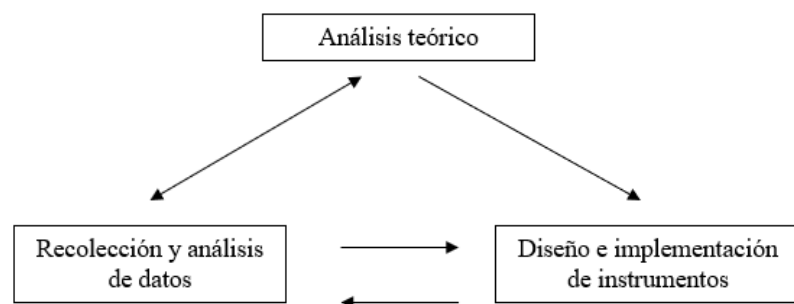 Análisis teórico
Recolección y análisis
de datos
Diseño e implementación
de instrumentos